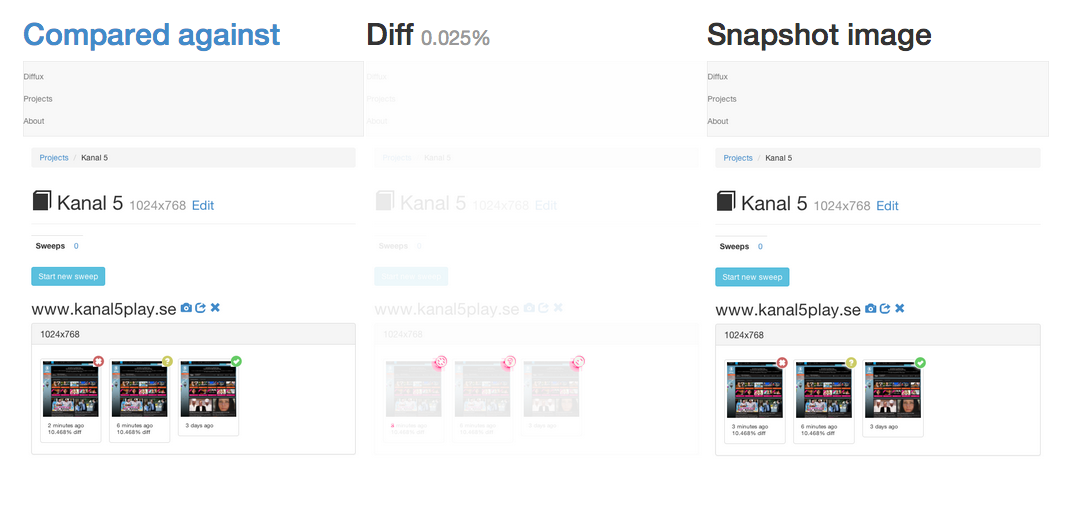 Compared against
Diffux
Projects
About
Projects / Kanal 5
Kanal 5 1024x768 Edit
Sweeps 0
Start new sweep
www.kanal5play.se
1024x768
2 minutes ago
10.468% diff
6 minutes ago
10.468% diff
3 days ago
Diff 0.025%
Diffux
Projects
About
Projects / Kanal 5
Kanal 5 1024x768 Edit
Sweeps 0
Start new sweep
www.kanal5play.se
1024x768
minutes ago
10.468% diff
6 minutes ago
10.468% diff
3 days ago
Snapshot image
Diffux
Projects
About
Projects / Kanal 5
Kanal 5 1024x768 Edit
Sweeps 0
Start new sweep
www.kanal5play.se
1024x768
3 minutes ago
10.468% diff
6 minutes ago
10.468% diff
3 days ago